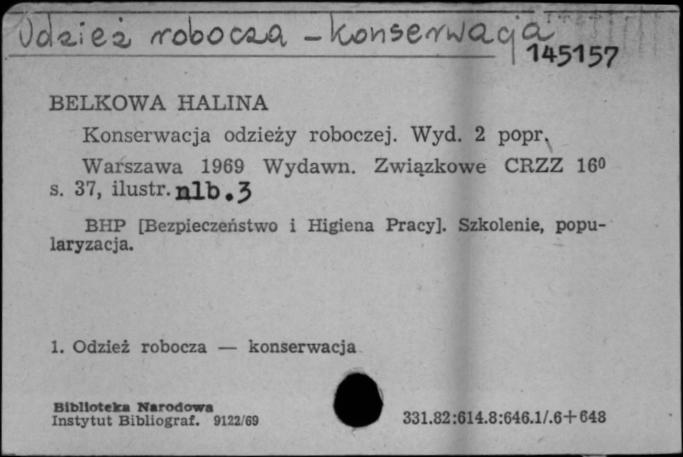 Odzież robocza - konserwacja
145157
BELKOWA HALINA
Konserwacja odzieży roboczej. Wyd. 2 popr.
Warszawa 1969 Wydawn. Związkowe CRZZ 16⁰
s. 37, ilustr. nlb. 3
BHP [Bezpieczeństwo i Higiena Pracy]. Szkolenie, popu-
laryzacja.
1. Odzież robocza — konserwacja
Biblioteka Narodowa
Instytut Bibliograf. 9122/69
331.82:614.8:646.1/.6+648